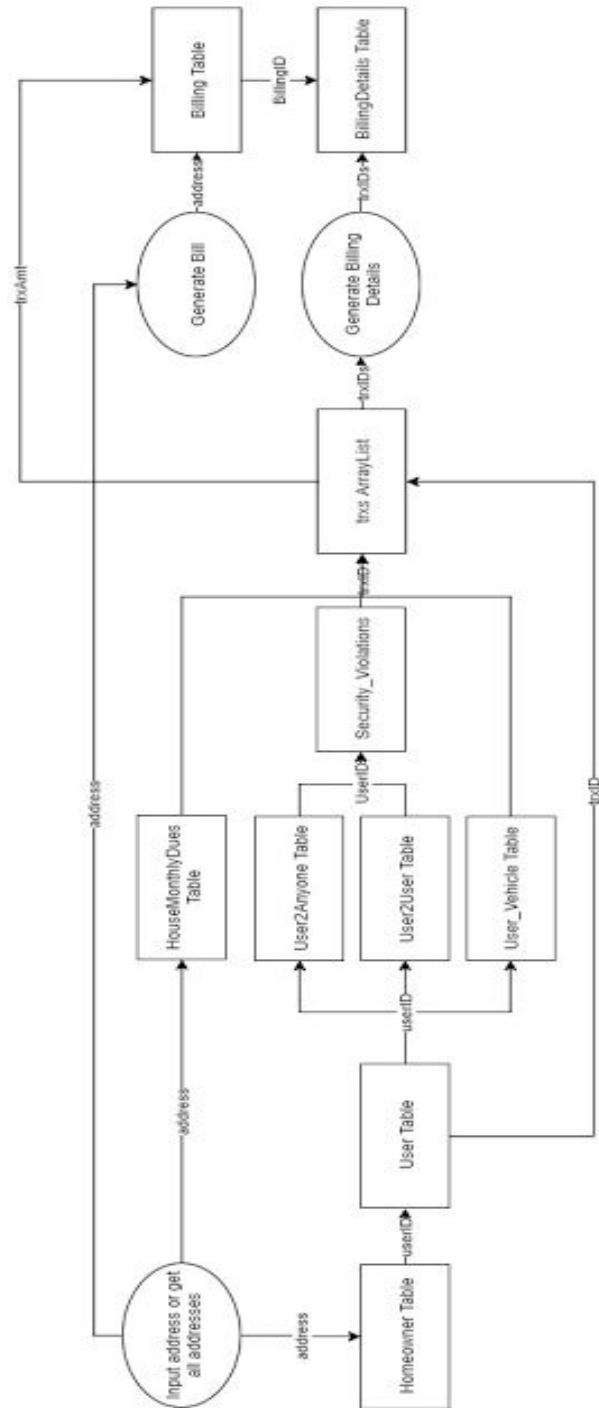 Input address or get
all addresses
address
address
address
Homeowner Table
userID
User Table
userID
trxID
HouseMonthlyDues
Table
User2Anyone Table
User2User Table
User_Vehicle Table
UserID
Security_Violations
trxID
trxs ArrayList
trxAmt
trxIDs
Generate Bill
Generate Billing
Details
address
trxIDs
Billing Table
BillingID
BillingDetails Table